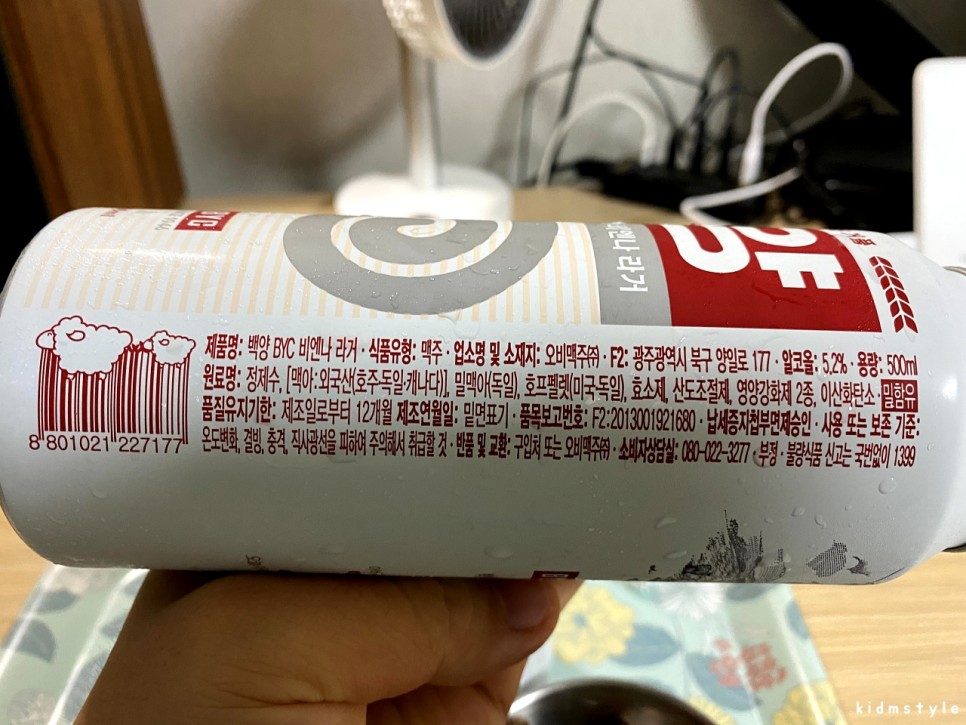 BYC
비엔나 라거
양
제품명: 백양 BYC 비엔나 라거 · 식품유형: 맥주 · 업소명 및 소재지: 오비맥주㈜ · F2: 광주광역시 북구 양일로 177 · 알코올: 5.2% · 용량: 500ml
원료명: 정제수, [맥아:외국산(호주·독일·캐나다)], 밀맥아(독일), 호프펠렛(미국·독일), 효소제, 산도조절제, 영양강화제 2종, 이산화탄소 밀함유
품질유지기한: 제조일로부터 12개월 제조연월일: 밑면표기 · 품목보고번호: F2:2013001921680 · 납세증지첩부면제승인 · 사용 또는 보존 기준:
온도변화, 결빙, 충격, 직사광선을 피하여 주의해서 취급할 것 · 반품 및 교환: 구입처 또는 오비맥주㈜ · 소비자상담실: 080-022-3277 · 부정 · 불량식품 신고는 국번없이 1399
8 801021 227177
kidmstyle